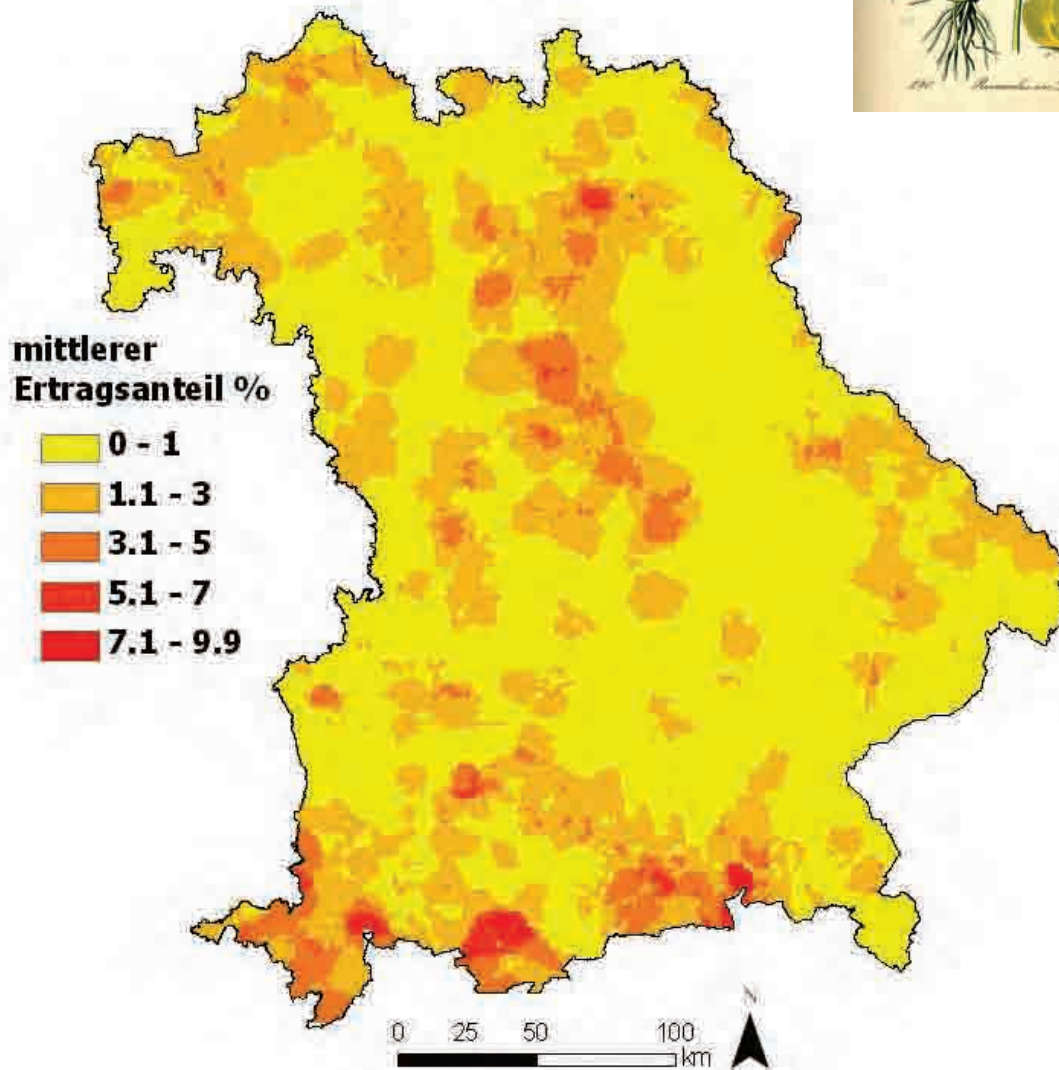 mittlerer
Ertragsanteil %
0 - 1
1.1 - 3
3.1 - 5
5.1 - 7
7.1 - 9.9
N
0 25 50 100
km